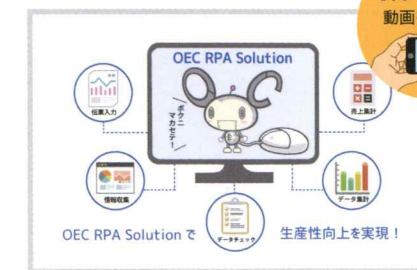 動画
OEC RPA Solution
伝票入力
ボクニ
マカセテ！
売上集計
情報収集
データ集計
データチェック
OEC RPA Solution で
生産性向上を実現！